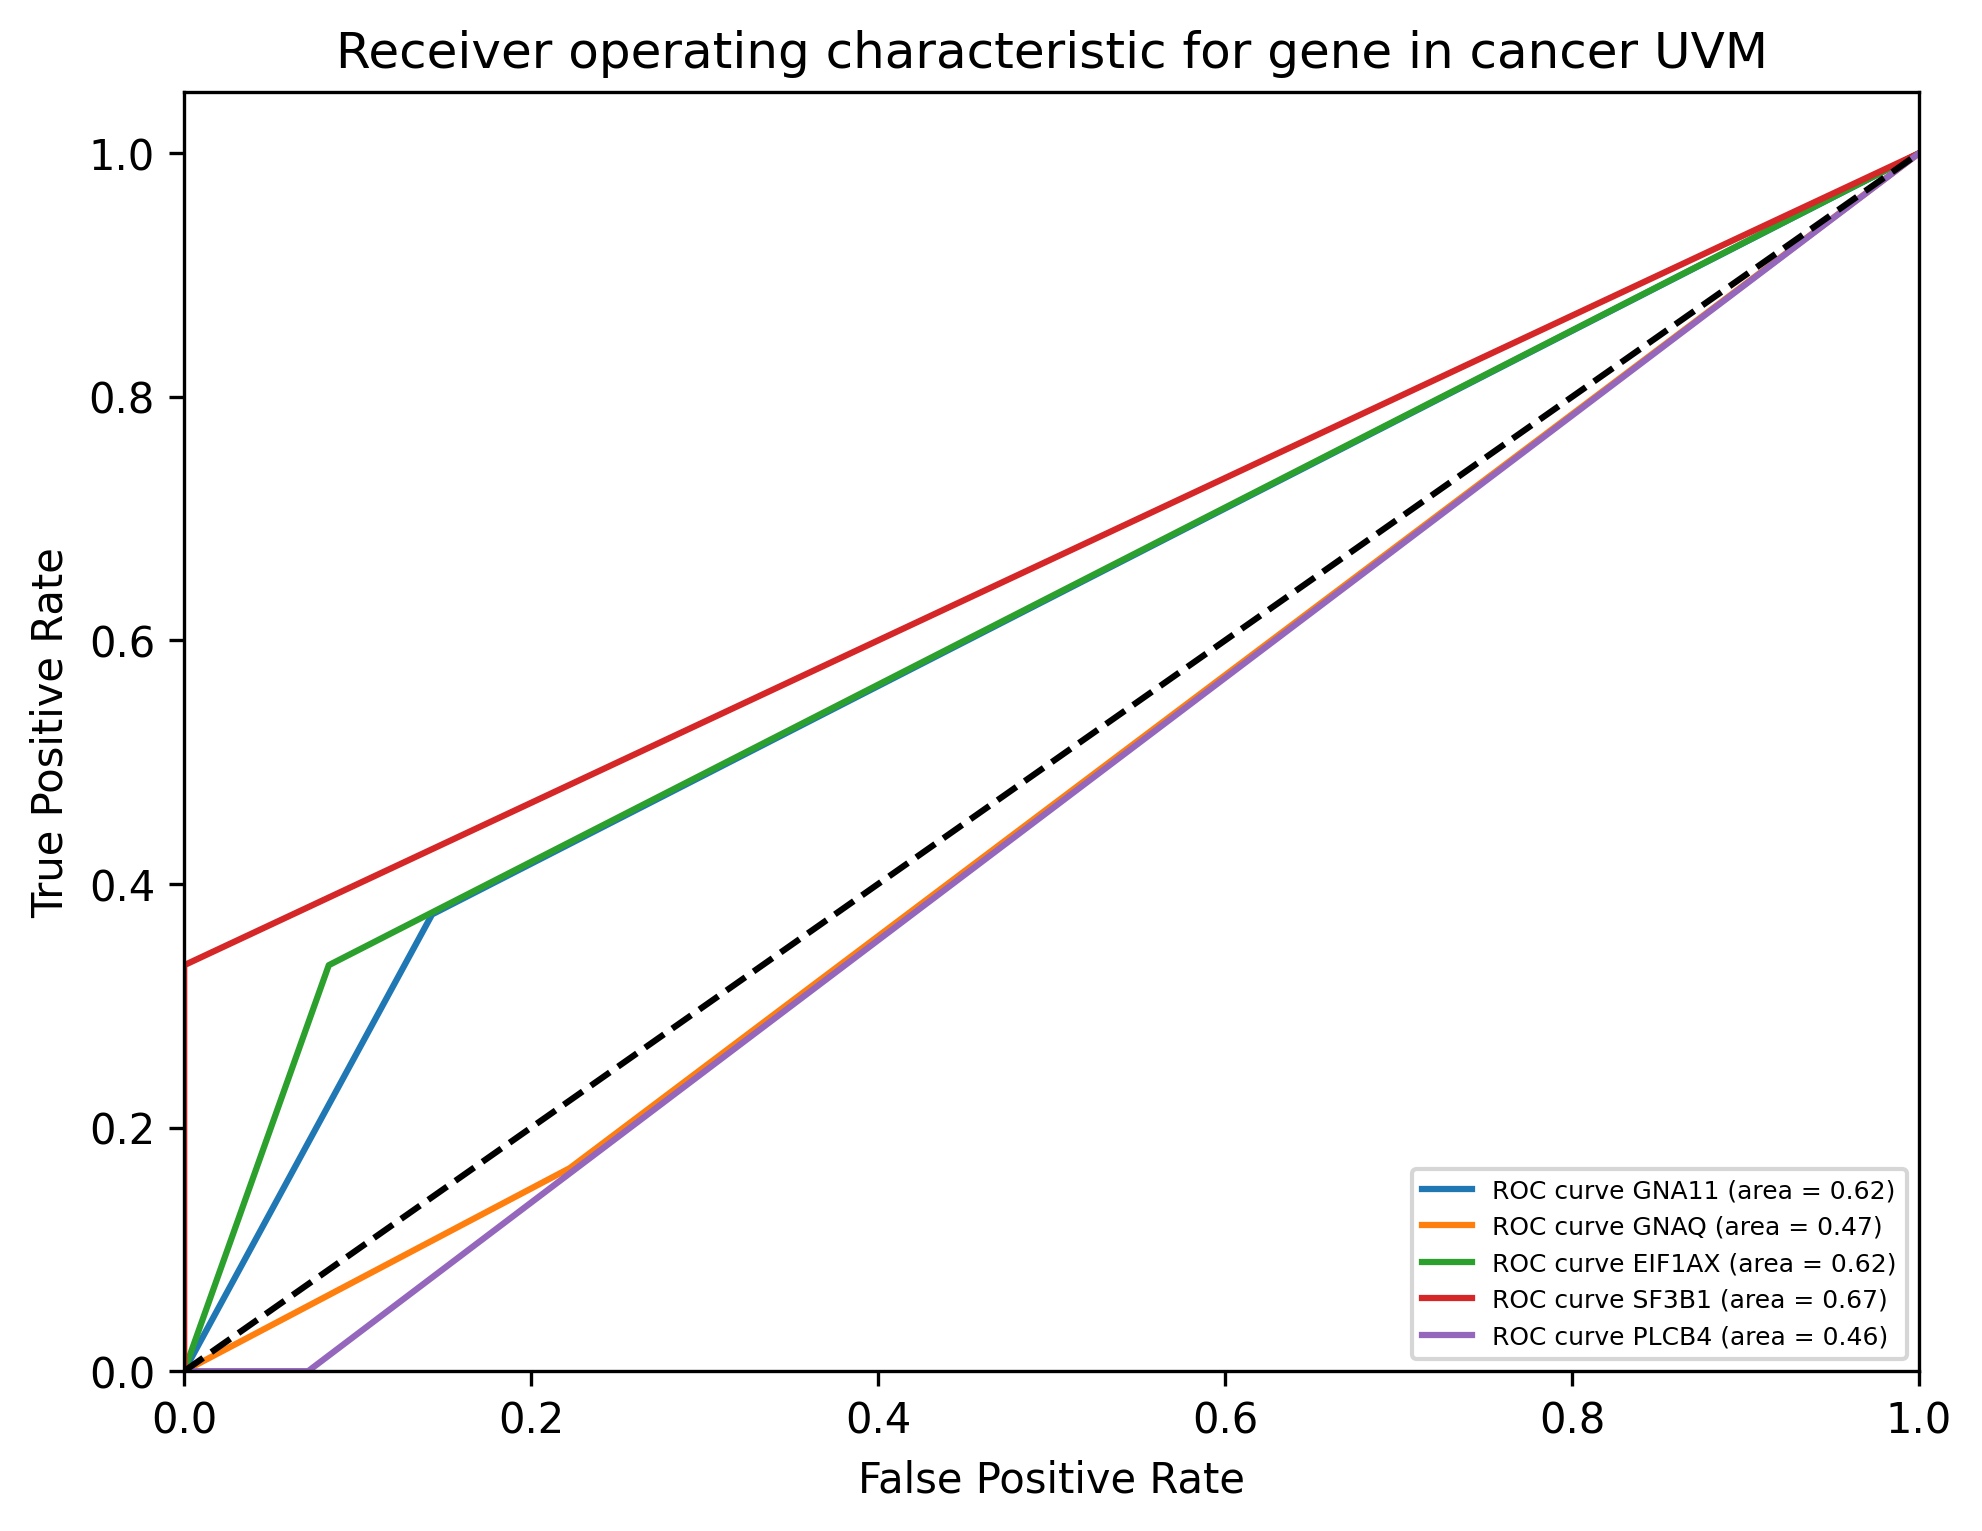 Receiver operating characteristic for gene in cancer UVM
True Positive Rate
1.0
0.8
0.6
0.4
0.2
0.0
ROC curve GNA11 (area = 0.62)
ROC curve GNAQ (area = 0.47)
ROC curve EIF1AX (area = 0.62)
ROC curve SF3B1 (area = 0.67)
ROC curve PLCB4 (area = 0.46)
0.0 0.2 0.4 0.6 0.8 1.0
False Positive Rate